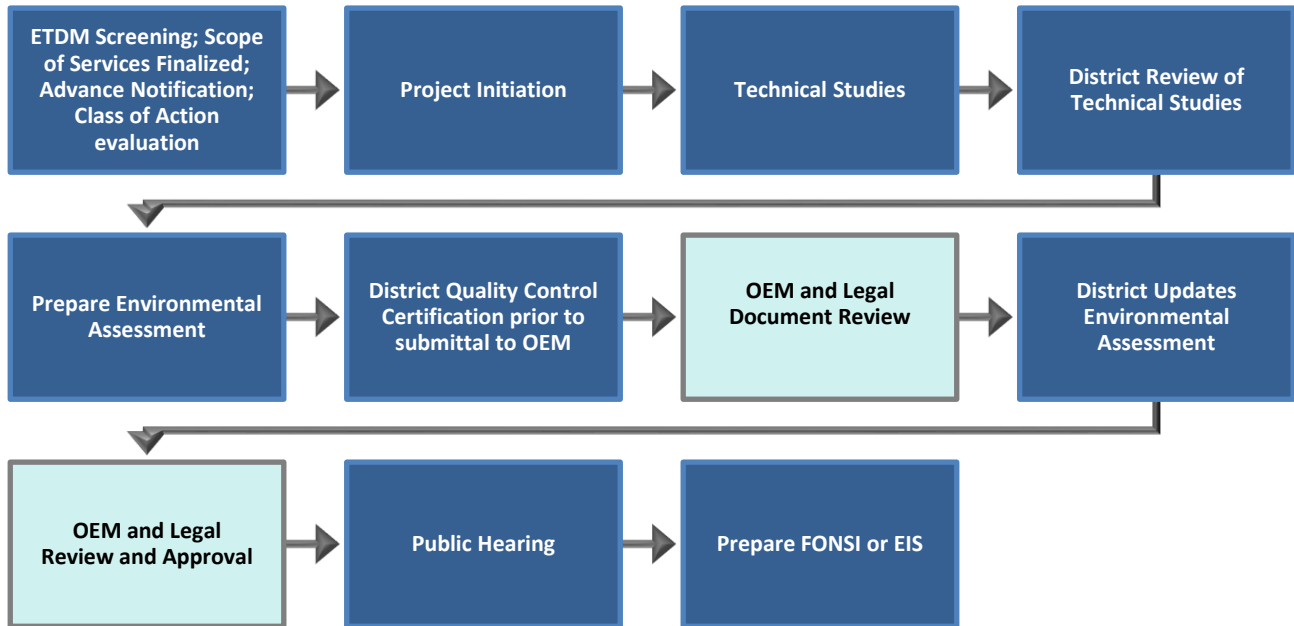 ETDM Screening; Scope
of Services Finalized;
Advance Notification;
Class of Action
evaluation
Project Initiation
Technical Studies
District Review of
Technical Studies
Prepare Environmental
Assessment
District Quality Control
Certification prior to
submittal to OEM
OEM and Legal
Document Review
District Updates
Environmental
Assessment
OEM and Legal
Review and Approval
Public Hearing
Prepare FONSI or EIS